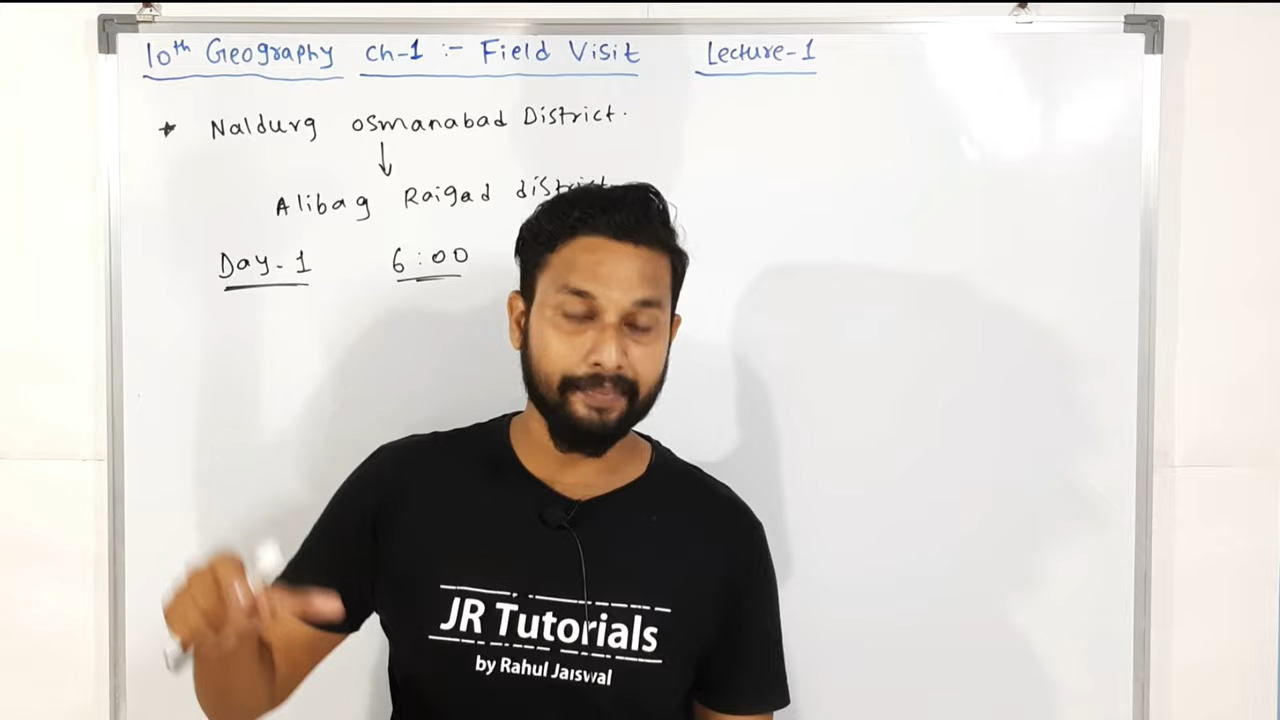 10th Geography ch-1 :- Field Visit Lecture-1
* Naldurg osmanabad District.
↓
Alibag Raigad district
Day-1 6:00
JR Tutorials
by Rahul Jaiswal